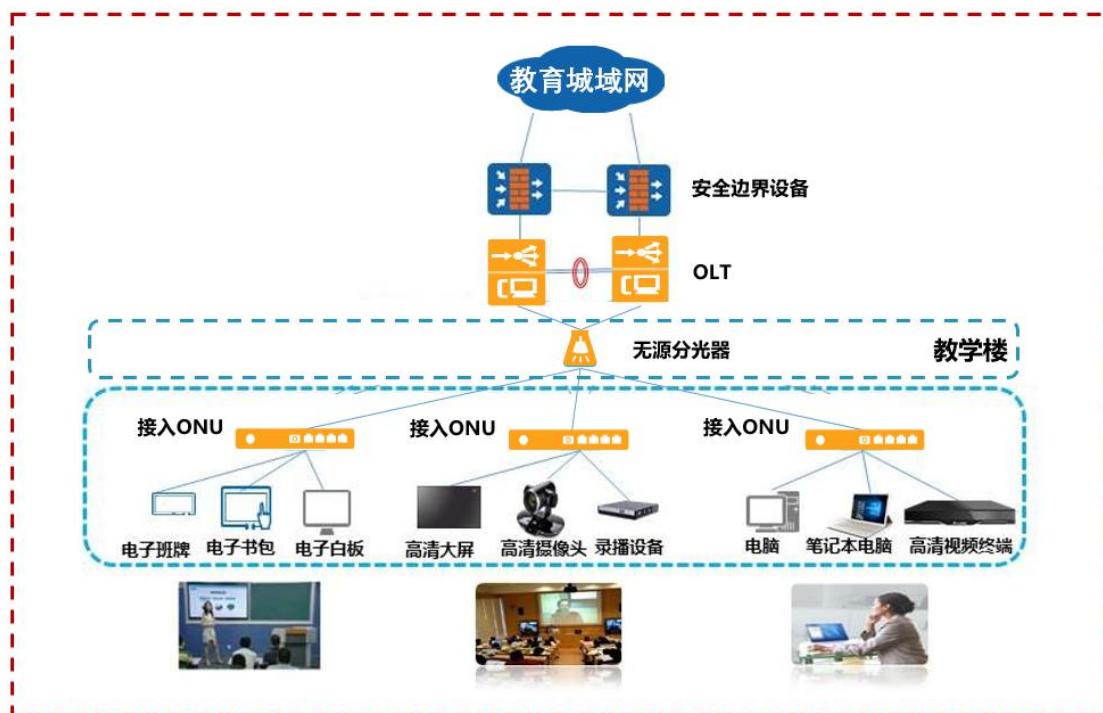 教育城域网
安全边界设备
OLT
无源分光器
教学楼
接入ONU
接入ONU
接入ONU
电子班牌
电子书包
电子白板
高清大屏
高清摄像头
录播设备
电脑
笔记本电脑
高清视频终端